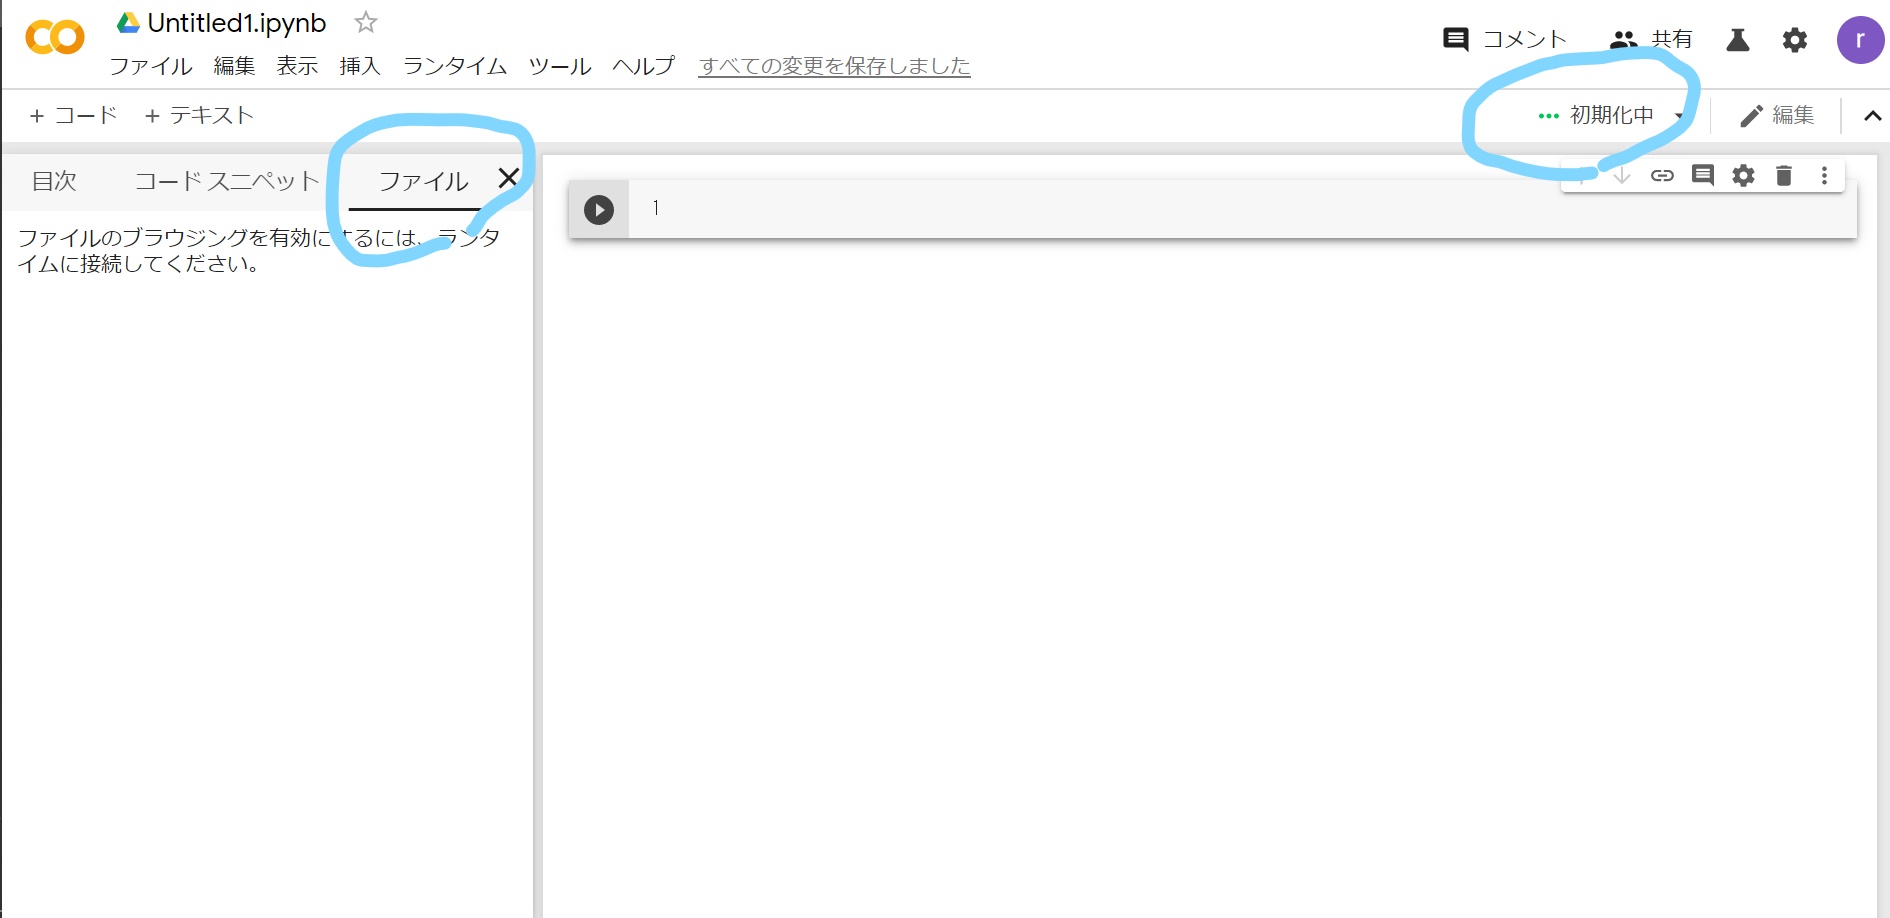 Untitled1.ipynb
ファイル 編集 表示 挿入 ランタイム ツール ヘルプ すべての変更を保存しました
コメント 共有 r
+ コード + テキスト
初期化中 編集
目次 コード スニペット ファイル
ファイルのブラウジングを有効にするには、ランタ
イムに接続してください。
1